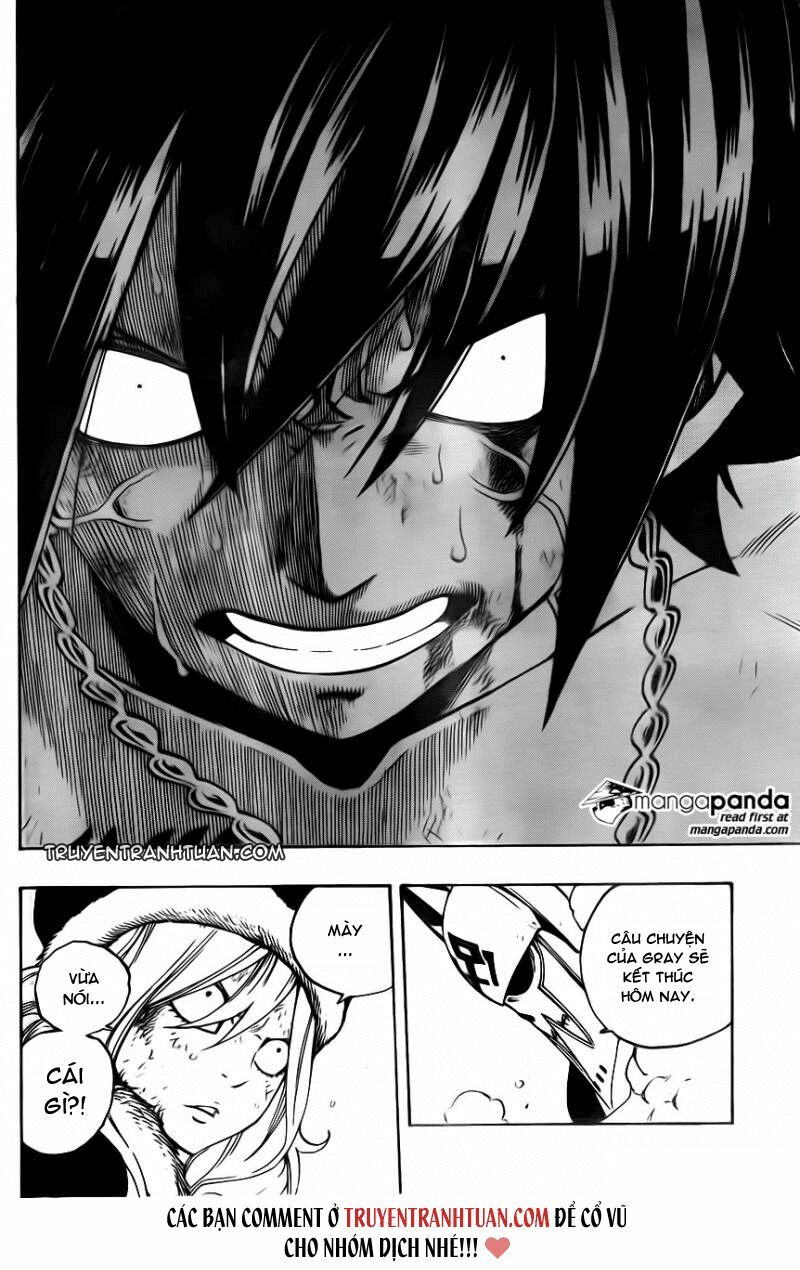 mangapanda
read first at
mangapanda.com
TRUYENTRANHTUAN.COM
MÀY
...
VỪA
NÓI...
CÁI
GÌ?!
CÂU CHUYỆN
CỦA GRAY SẼ
KẾT THÚC
HÔM NAY.
CÁC BẠN COMMENT Ở TRUYENTRANHTUAN.COM ĐỂ CỔ VŨ
CHO NHÓM DỊCH NHÉ!!! ❤